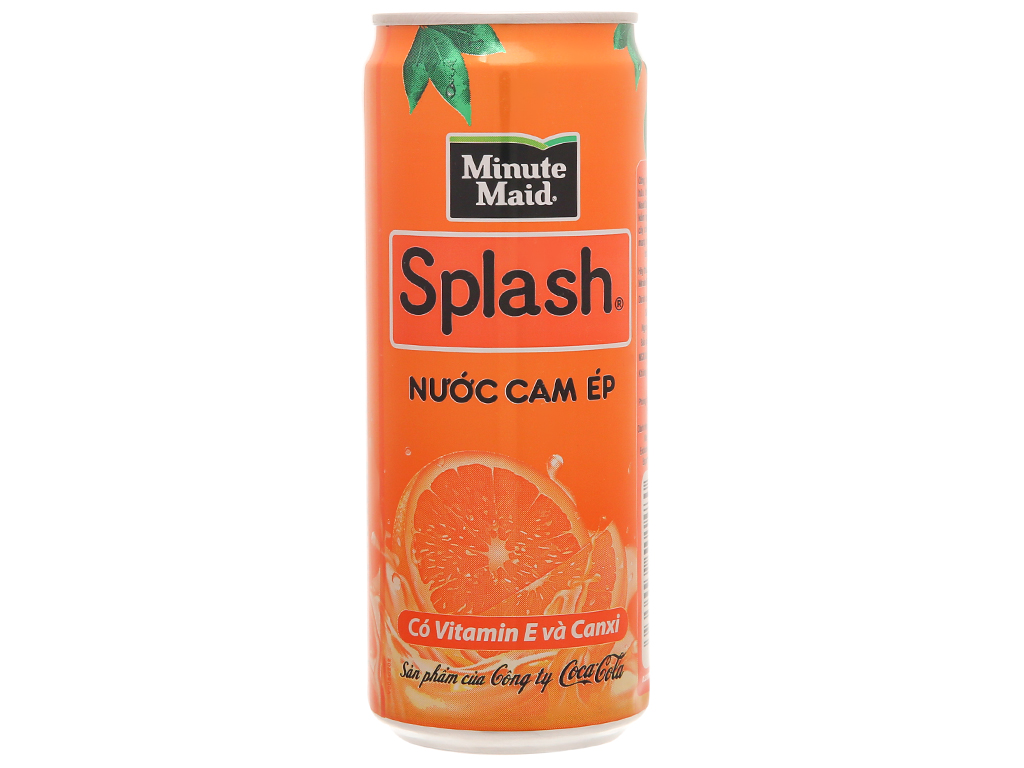 Minute
Maid®
Splash®
NƯỚC CAM ÉP
Có Vitamin E và Canxi
Sản phẩm của Công ty Coca-Cola